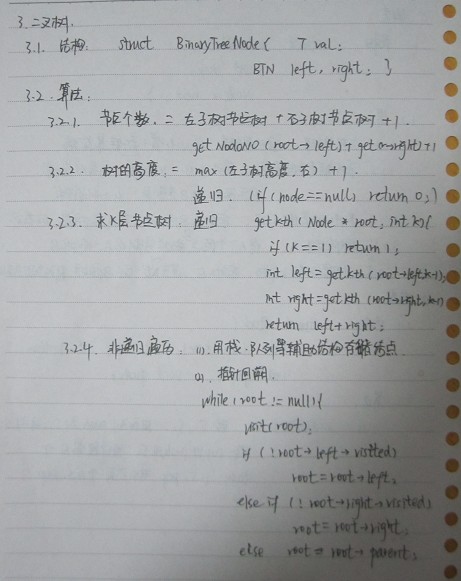 3. 二叉树.
3.1. 结构: struct BinaryTreeNode { T val;
BTN left, right; }
3.2. 算法:
3.2.1. 节点个数. = 左子树节点树 + 右子树节点树 + 1.
get NodeNO (root→left) + get (r→right) + 1
3.2.2. 树的高度. = max (左子树高度, 右) + 1.
递归. (if (node == null) return 0;)
3.2.3. 求K层节点树. 递归 getkth (Node * root, int k) {
if (k==1) return 1;
int left = getkth (root→left, k-1);
int right = getkth (root→right, k-1)
return left + right;
3.2.4. 非递归遍历: (1). 用栈、队列等辅助结构存储结点
(2). 指针回朔.
while (root != null) {
visit (root);
if (! root→left→visited)
root = root→left;
else if (! root→right→visited)
root = root→right;
else root = root→parent;